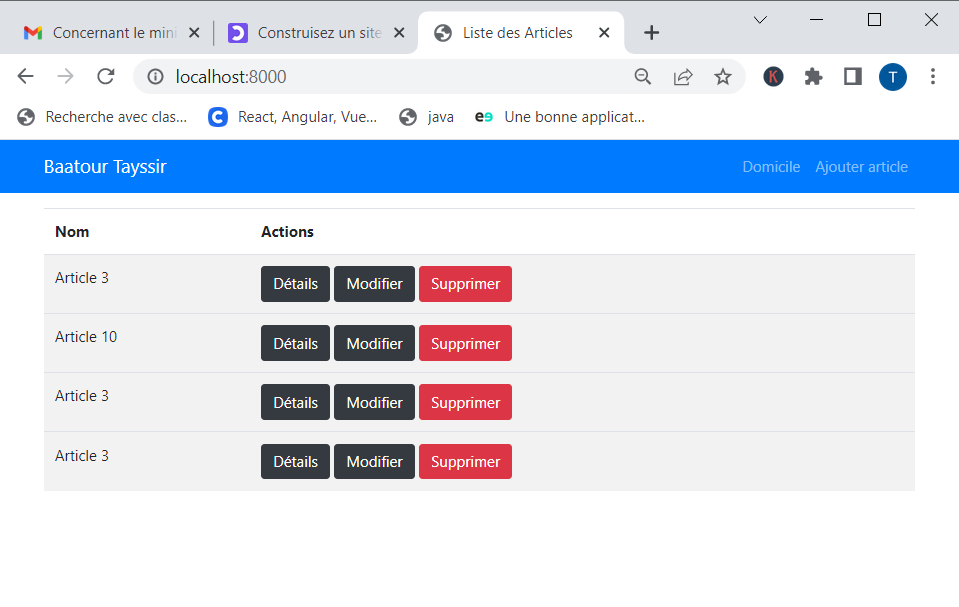 Concernant le mini
Construisez un site
Liste des Articles
localhost:8000
K
T
Recherche avec clas...
React, Angular, Vue...
java
Une bonne applicat...
Baatour Tayssir
Domicile
Ajouter article
Nom
Actions
Article 3
Détails
Modifier
Supprimer
Article 10
Détails
Modifier
Supprimer
Article 3
Détails
Modifier
Supprimer
Article 3
Détails
Modifier
Supprimer